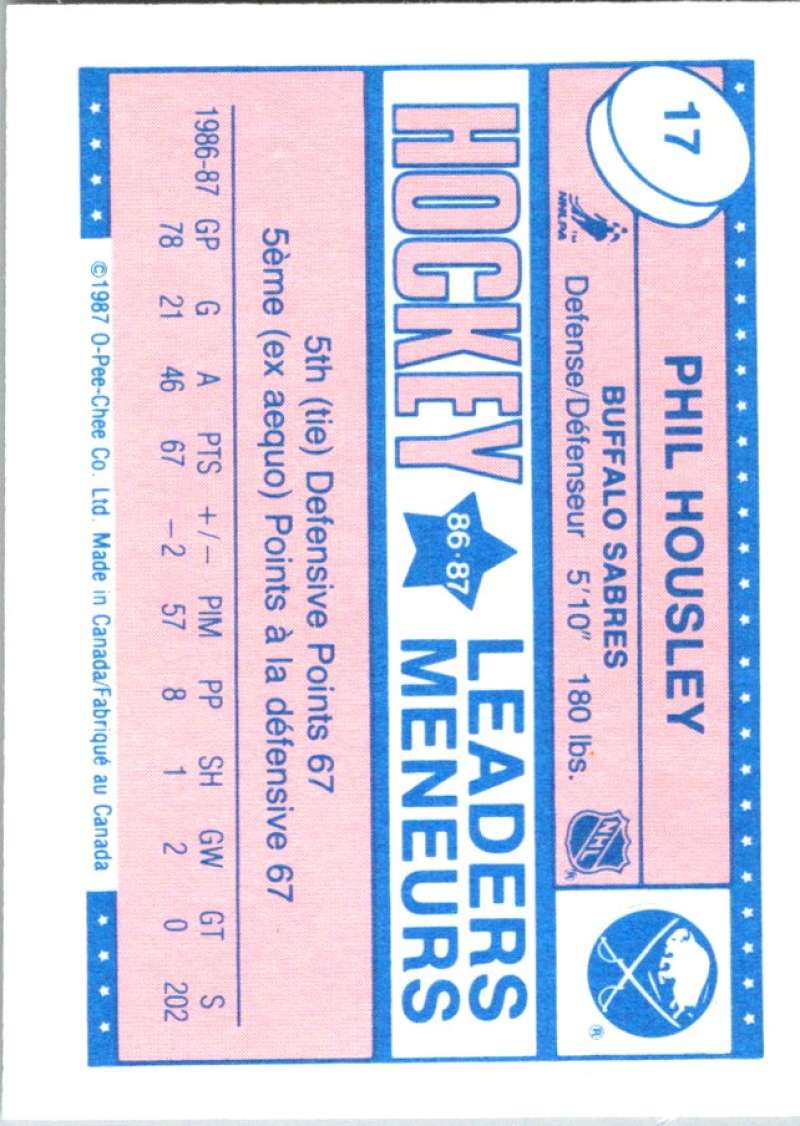 17
PHIL HOUSLEY
BUFFALO SABRES
NHLPA™
Defense/Défenseur 5'10" 180 lbs.
NHL
®
®
HOCKEY 86·87 LEADERS
MENEURS
5th (tie) Defensive Points 67
5ème (ex aequo) Points à la défensive 67
1986-87 GP G A PTS +/− PIM PP SH GW GT S
78 21 46 67 −2 57 8 1 2 0 202
©1987 O-Pee-Chee Co. Ltd. Made in Canada/Fabriqué au Canada